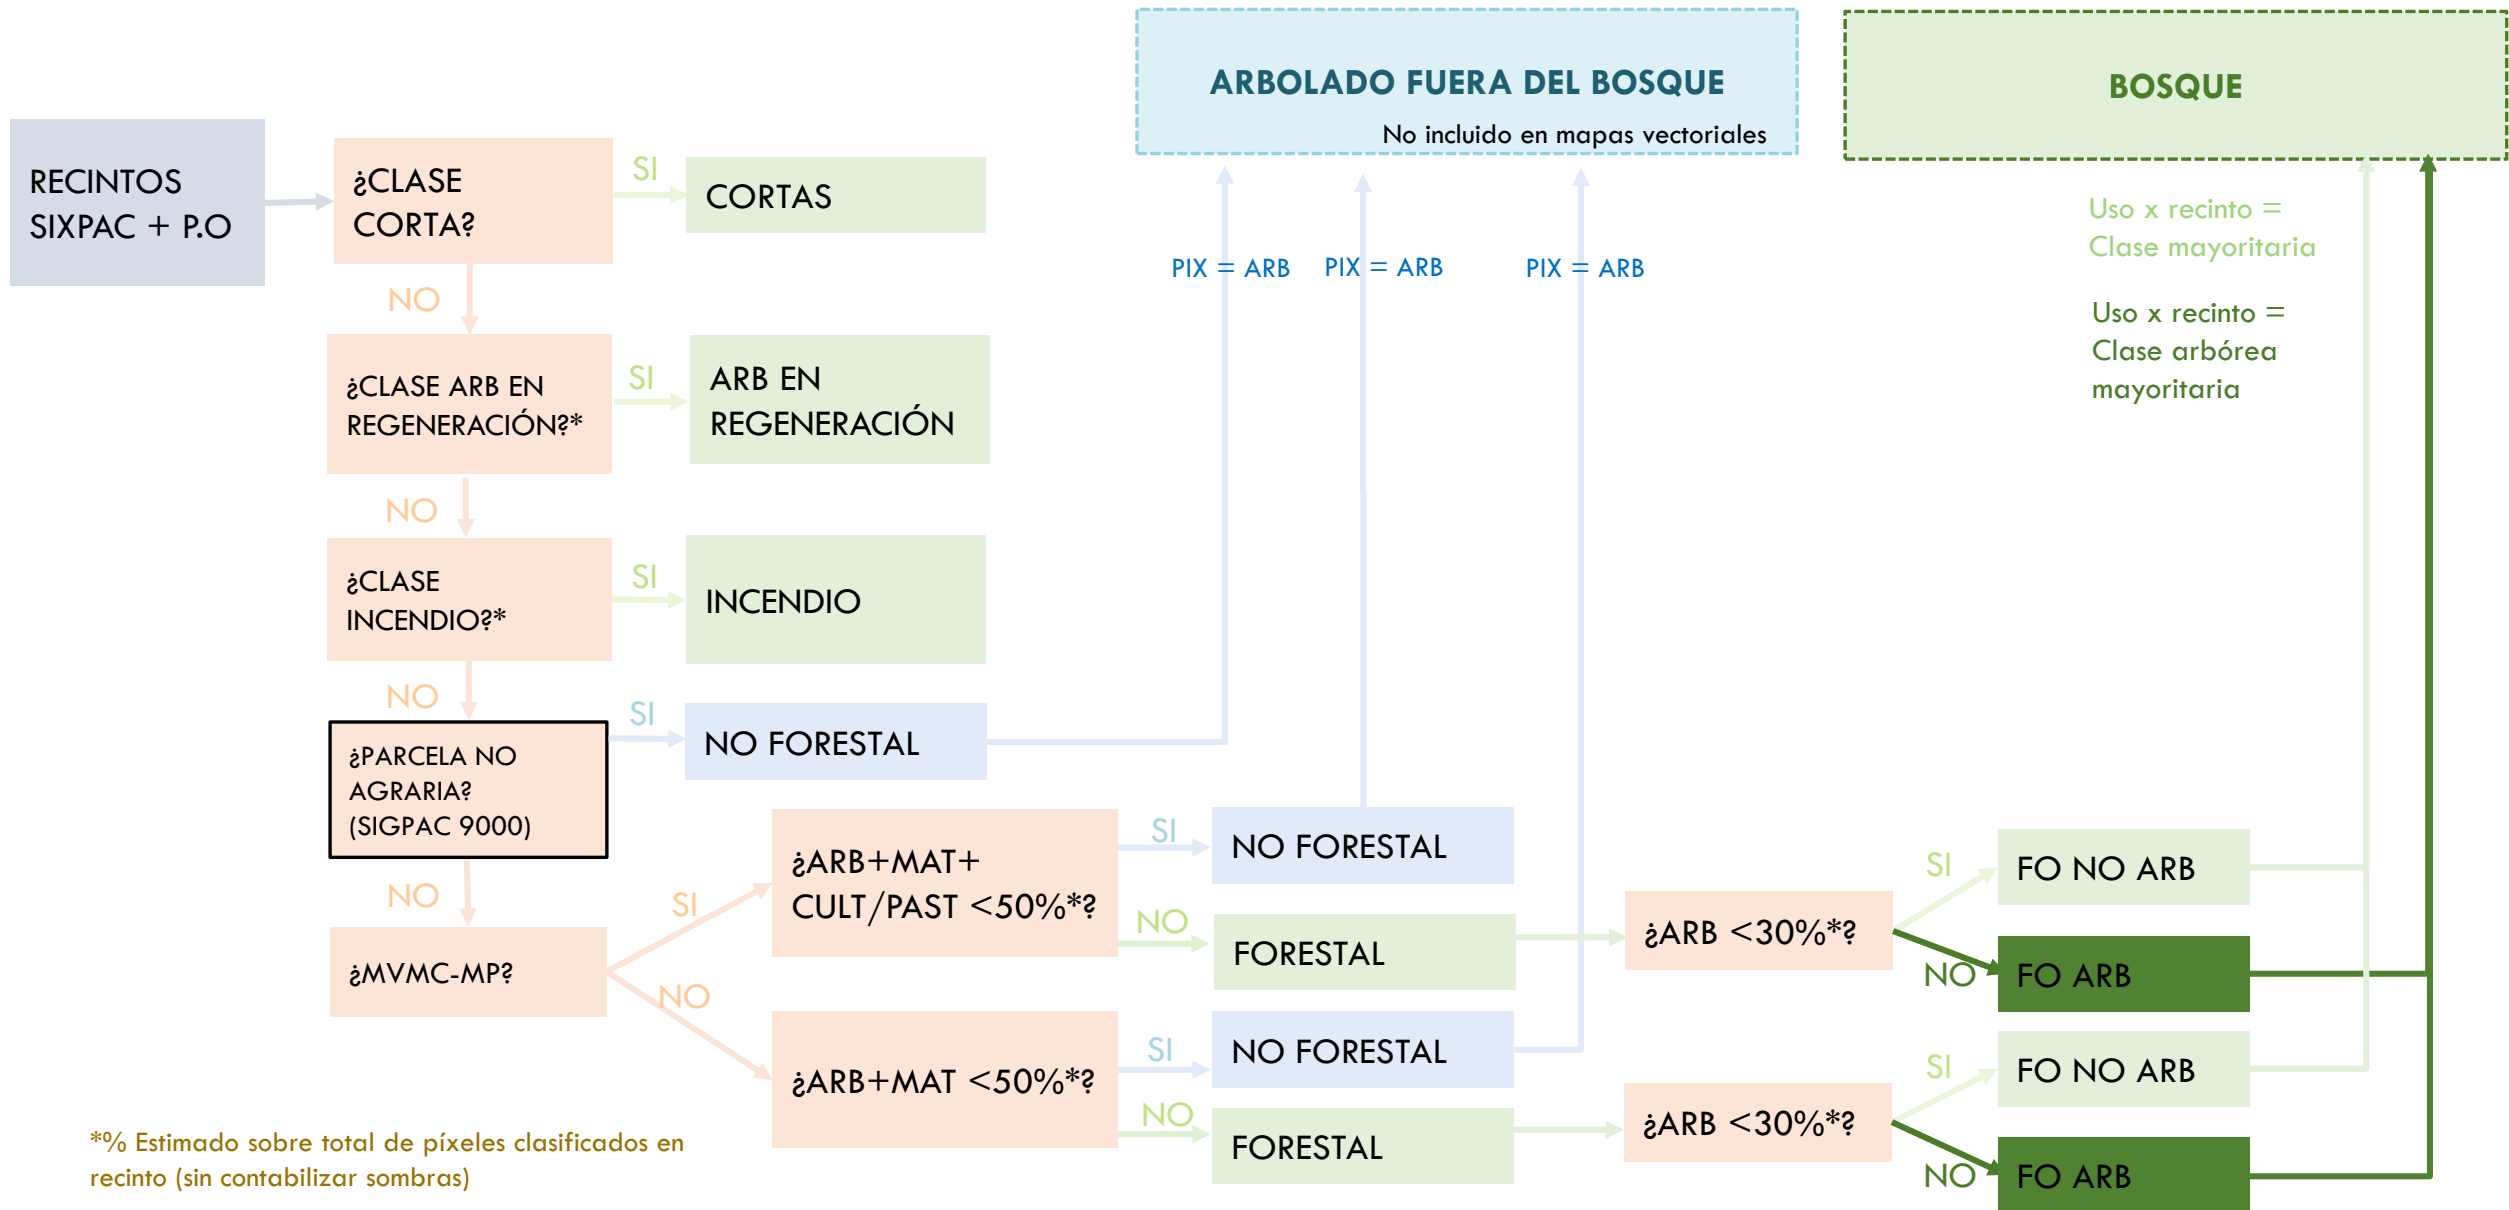 ARBOLADO FUERA DEL BOSQUE
No incluido en mapas vectoriales
BOSQUE
RECINTOS
SIXPAC + P.O
¿CLASE
CORTA?
SI
CORTAS
NO
Uso x recinto =
Clase mayoritaria
PIX = ARB
PIX = ARB
PIX = ARB
Uso x recinto =
Clase arbórea
mayoritaria
¿CLASE ARB EN
REGENERACIÓN?*
SI
ARB EN
REGENERACIÓN
NO
¿CLASE
INCENDIO?*
SI
INCENDIO
NO
¿PARCELA NO
AGRARIA?
(SIGPAC 9000)
SI
NO FORESTAL
NO
¿MVMC-MP?
SI
¿ARB+MAT+
CULT/PAST <50%*?
SI
NO FORESTAL
NO
FORESTAL
¿ARB <30%*?
SI
FO NO ARB
NO
FO ARB
NO
¿ARB+MAT <50%*?
SI
NO FORESTAL
NO
FORESTAL
¿ARB <30%*?
SI
FO NO ARB
NO
FO ARB
*% Estimado sobre total de píxeles clasificados en
recinto (sin contabilizar sombras)